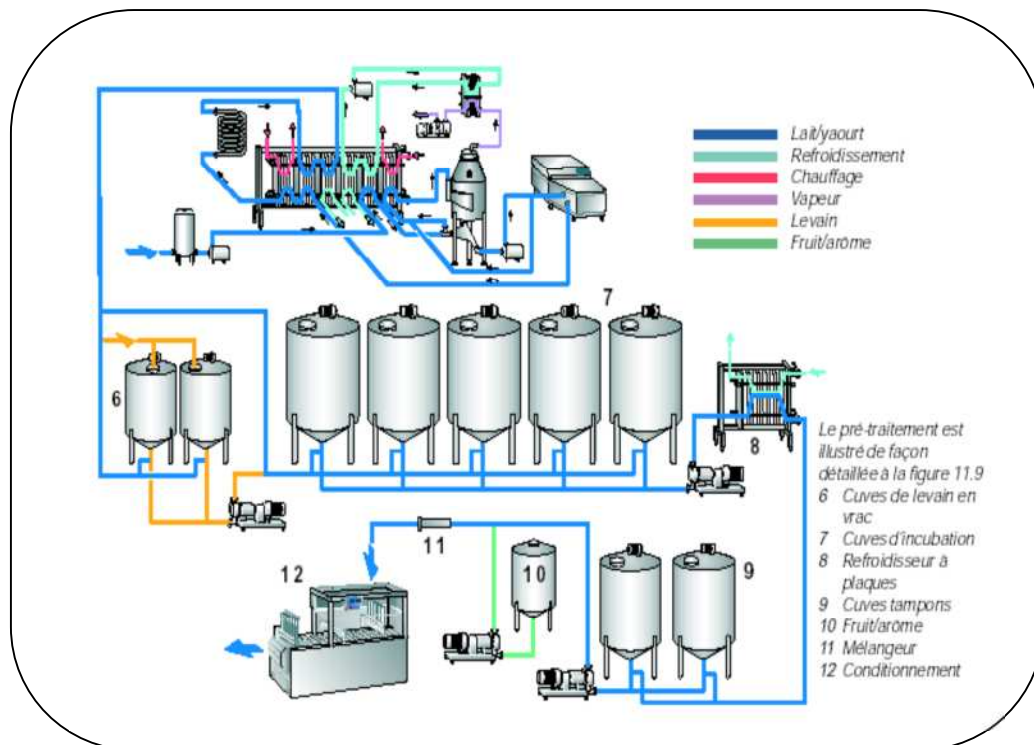 Lait/yaourt
Refroidissement
Chauffage
Vapeur
Levain
Fruit/arôme
7
6
8
Le pré-traitement est
illustré de façon
détaillée à la figure 11.9
6 Cuves de levain en
vrac
7 Cuves d'incubation
8 Refroidisseur à
plaques
9 Cuves tampons
10 Fruit/arôme
11 Mélangeur
12 Conditionnement
11
12
10
9